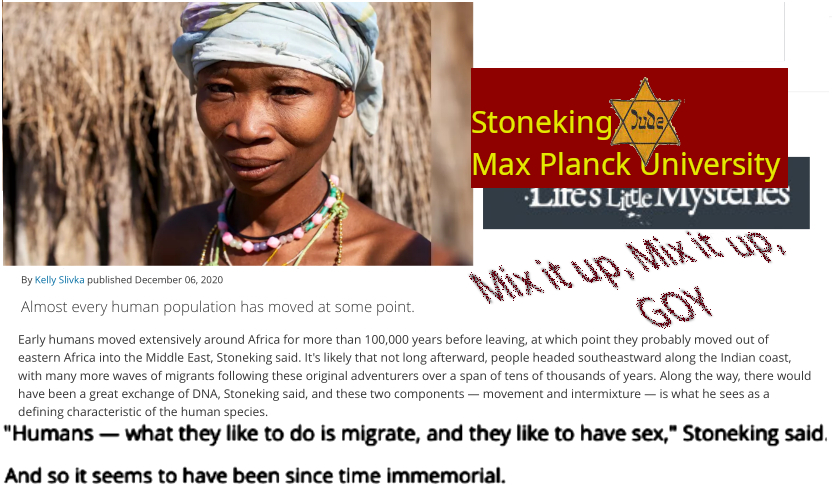 Stoneking
Jude
Max Planck University
Life's Little Mysteries
Mix it up, Mix it up,
GOY
By Kelly Slivka published December 06, 2020
Almost every human population has moved at some point.
Early humans moved extensively around Africa for more than 100,000 years before leaving, at which point they probably moved out of
eastern Africa into the Middle East, Stoneking said. It's likely that not long afterward, people headed southeastward along the Indian coast,
with many more waves of migrants following these original adventurers over a span of tens of thousands of years. Along the way, there would
have been a great exchange of DNA, Stoneking said, and these two components — movement and intermixture — is what he sees as a
defining characteristic of the human species.
"Humans — what they like to do is migrate, and they like to have sex," Stoneking said.
And so it seems to have been since time immemorial.